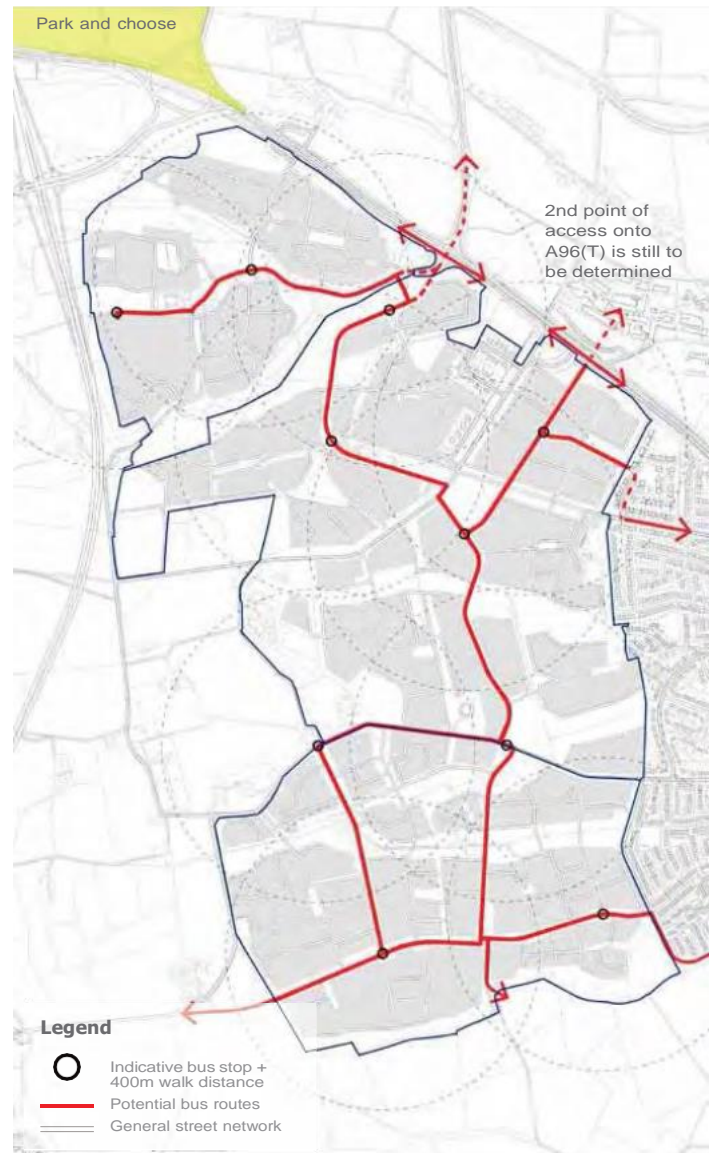 Park and choose
2nd point of
access onto
A96(T) is still to
be determined
Legend
Indicative bus stop +
400m walk distance
Potential bus routes
General street network